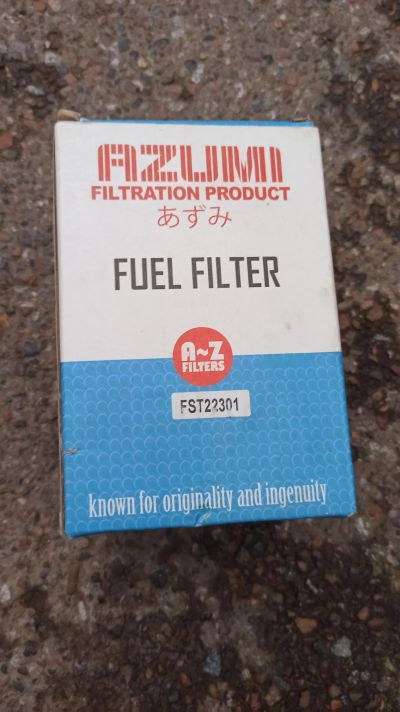 AZUMI
FILTRATION PRODUCT
あずみ
FUEL FILTER
A~Z
FILTERS
FST22301
known for originality and ingenuity